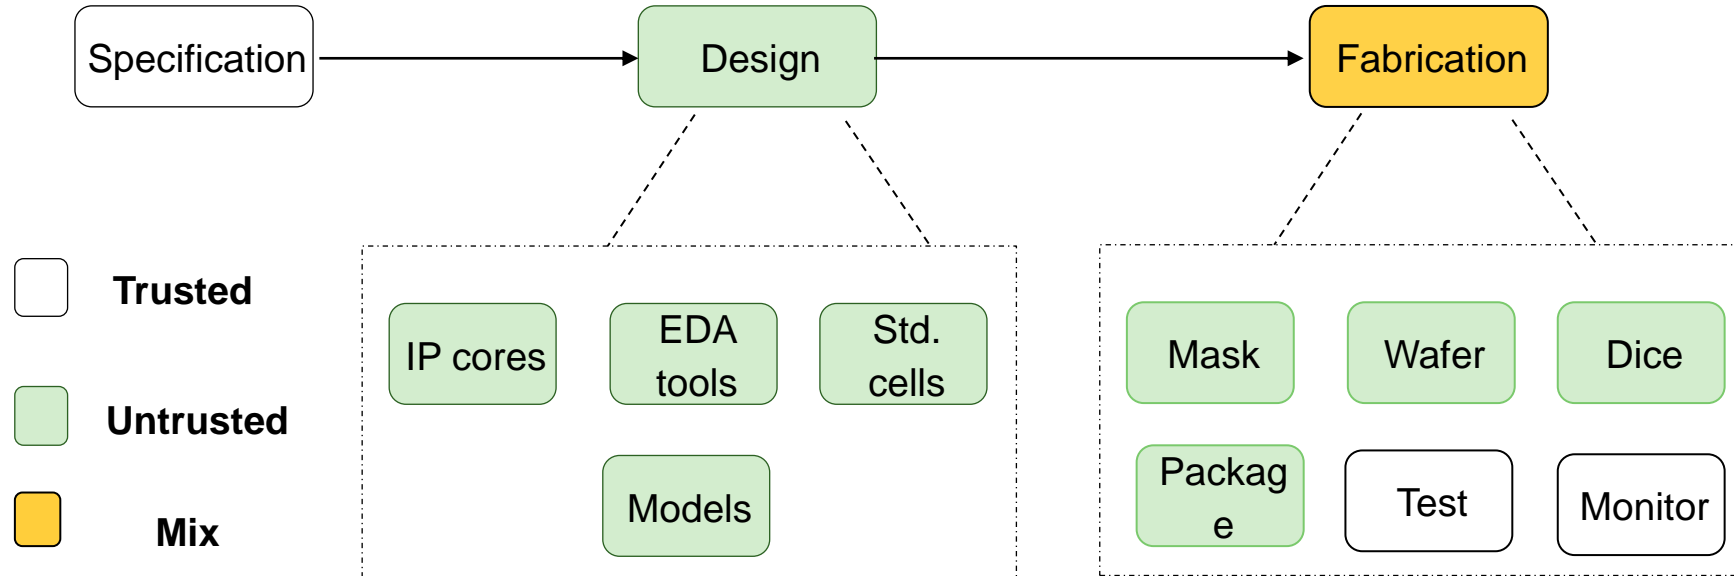 Specification
Design
Fabrication
Trusted
Untrusted
Mix
IP cores
EDA
tools
Std.
cells
Models
Mask
Wafer
Dice
Packag
e
Test
Monitor